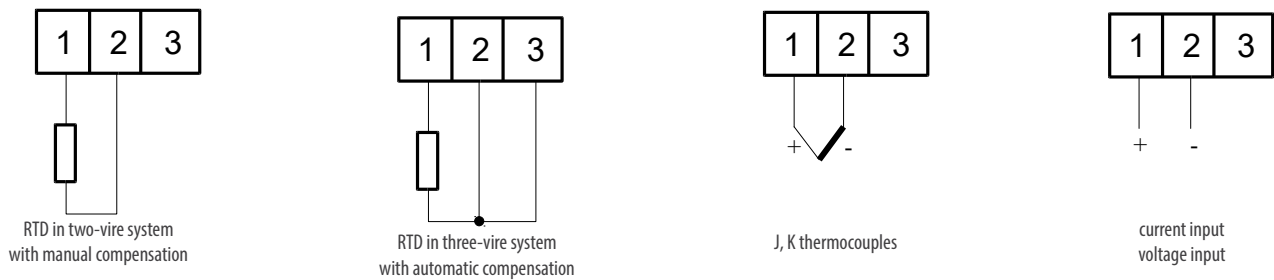 1 2 3
1 2 3
1 2 3
1 2 3
+ -
+ -
RTD in two-vire system
with manual compensation
RTD in three-vire system
with automatic compensation
J, K thermocouples
current input
voltage input